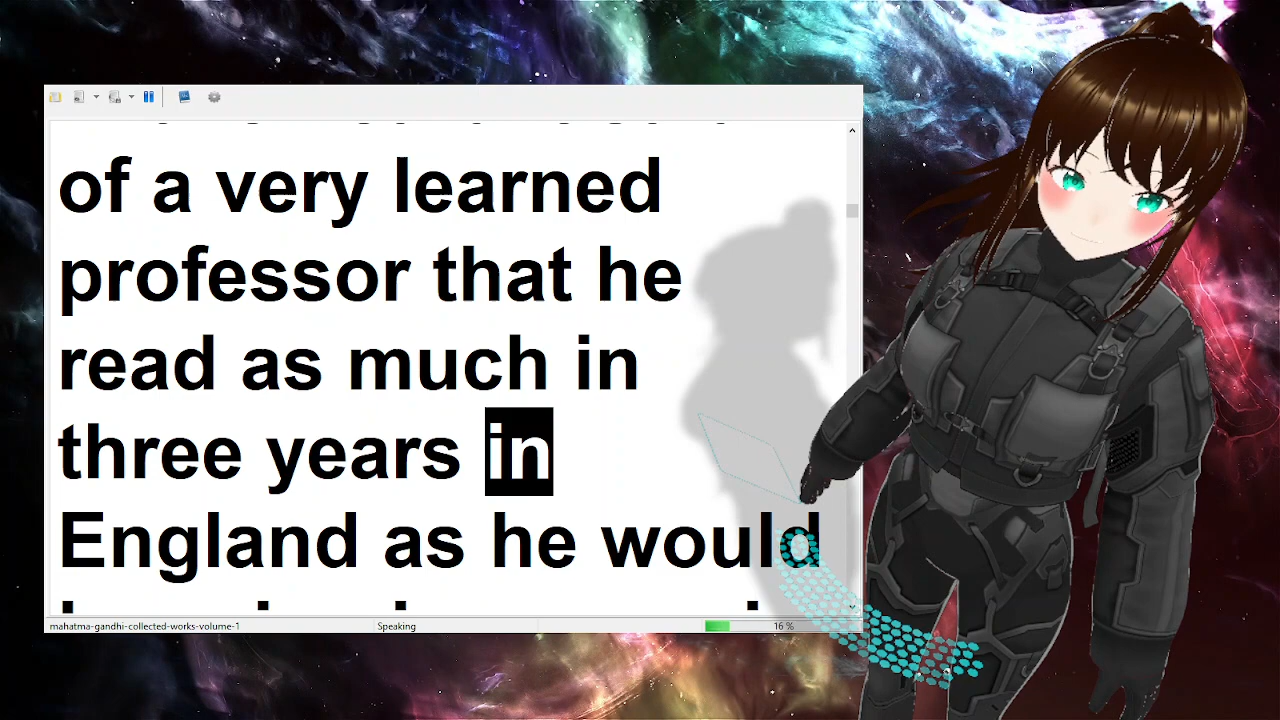 of a very learned
professor that he
read as much in
three years in
England as he would
mahatma-gandhi-collected-works-volume-1
Speaking
16 %